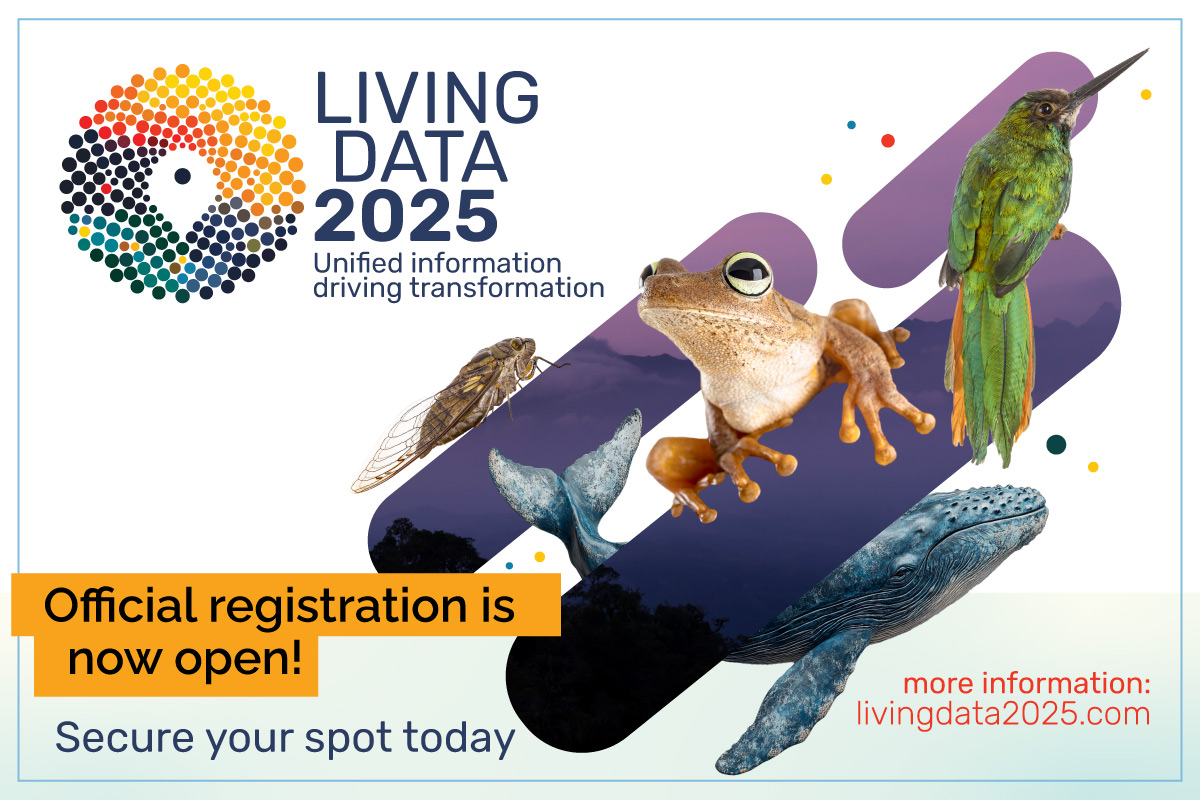 LIVING
DATA
2025
Unified information
driving transformation
Official registration is
now open!
Secure your spot today
more information:
livingdata2025.com